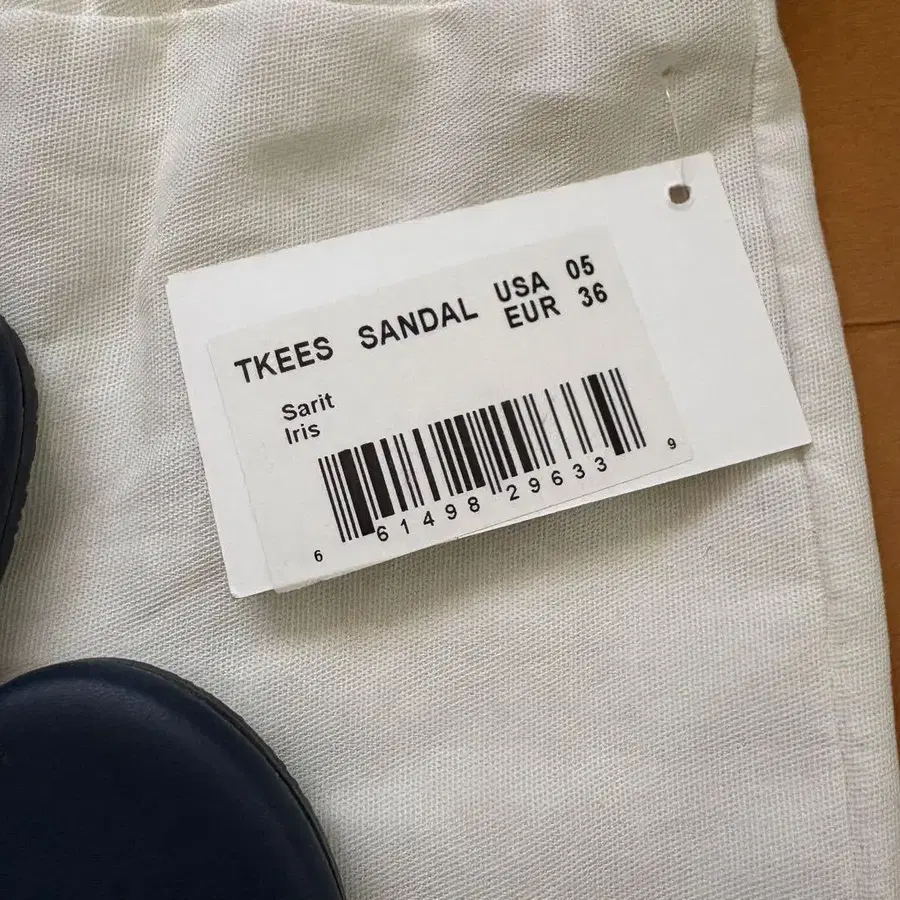 TKEES SANDAL USA 05
EUR 36
Sarit
Iris
6 61498 29633 9